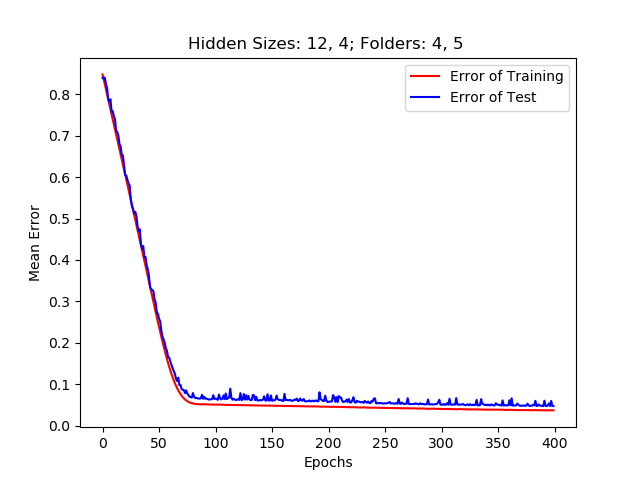 Hidden Sizes: 12, 4; Folders: 4, 5
Error of Training
Error of Test
Mean Error
0.8
0.7
0.6
0.5
0.4
0.3
0.2
0.1
0.0
0 50 100 150 200 250 300 350 400
Epochs